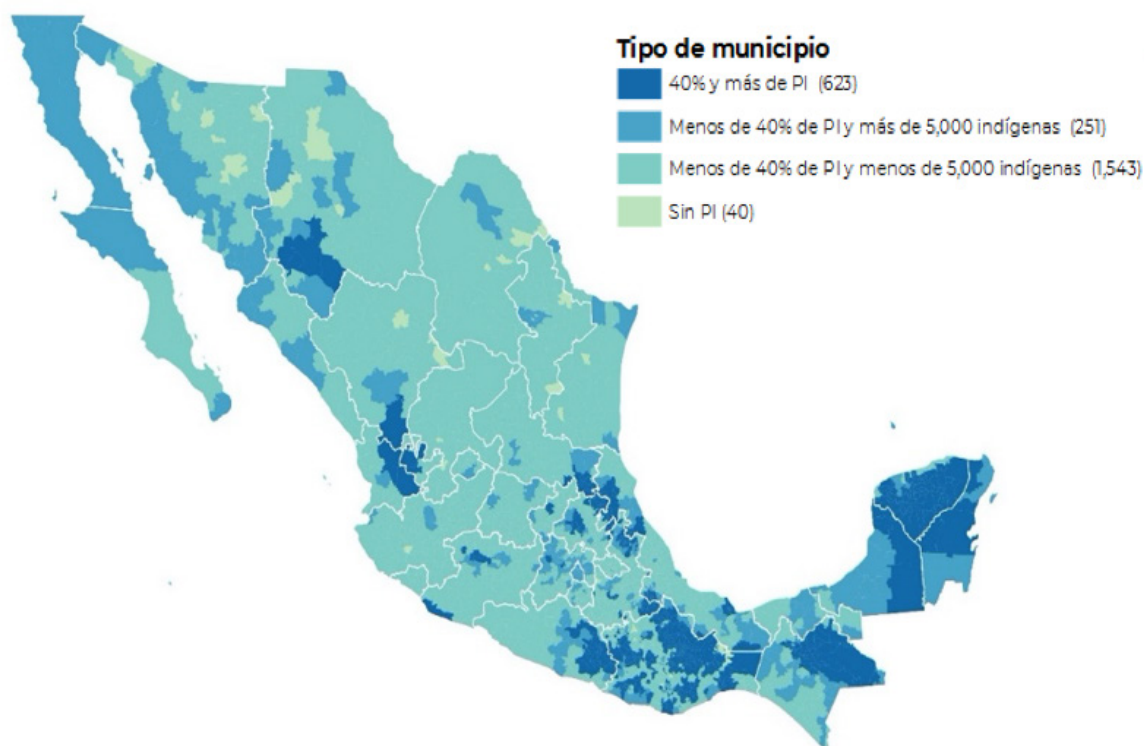 Tipo de municipio
40% y más de PI (623)
Menos de 40% de PI y más de 5,000 indígenas (251)
Menos de 40% de PI y menos de 5,000 indígenas (1,543)
Sin PI (40)